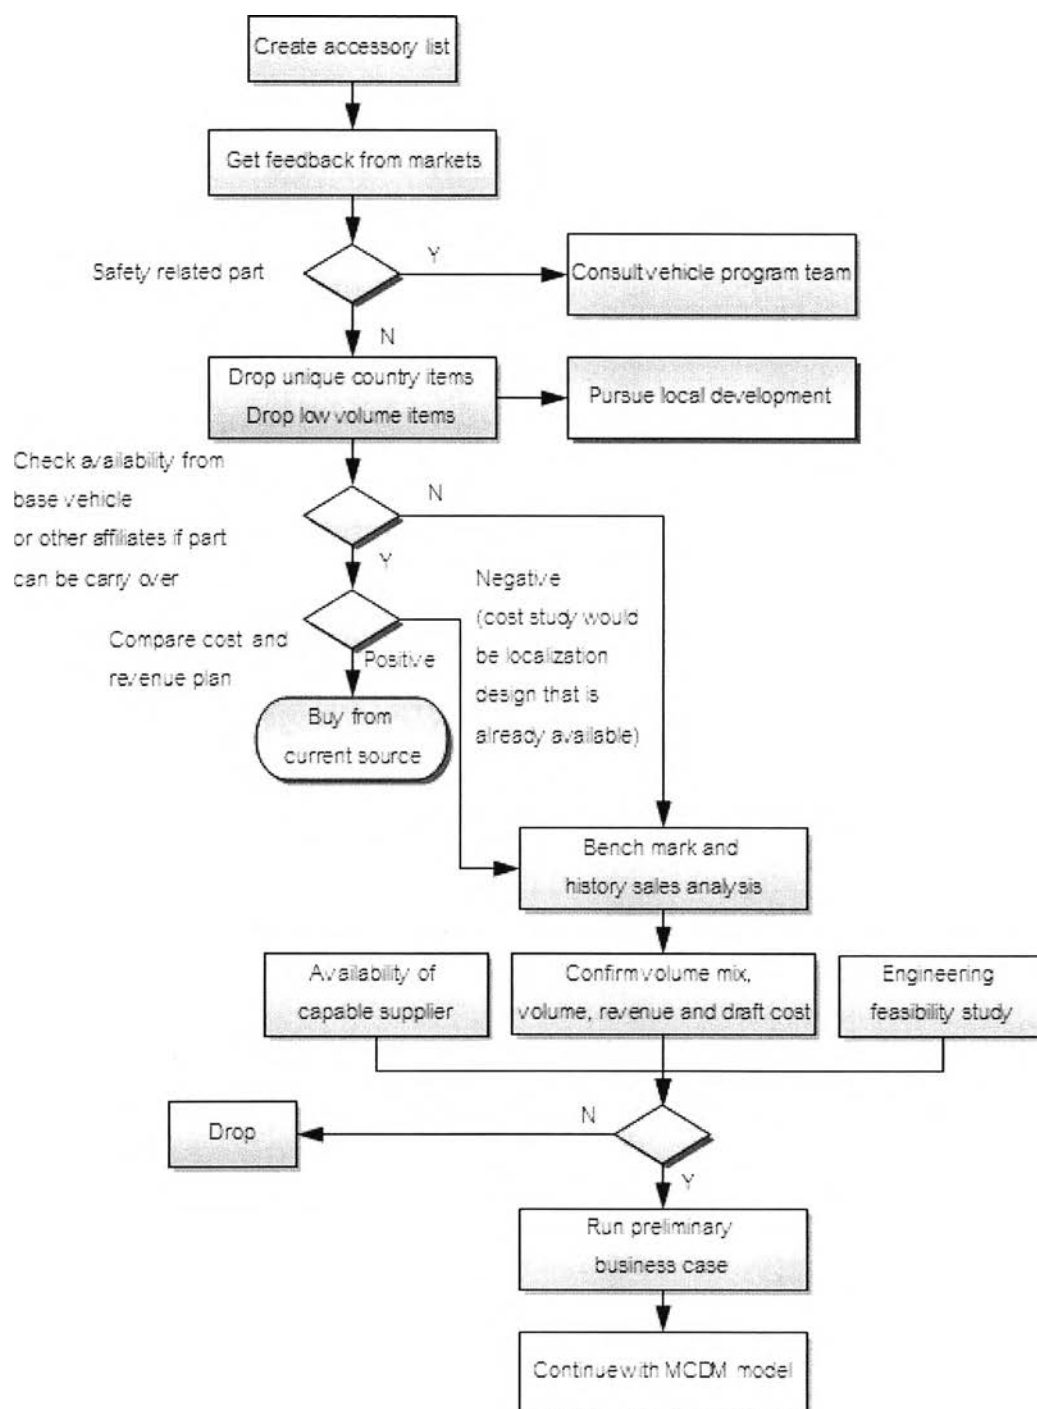 Create accessory list
Get feedback from markets
Safety related part
Y
Consult vehicle program team
N
Drop unique country items
Drop low volume items
Pursue local development
Check availability from
base vehicle
or other affiliates if part
can be carry over
N
Y
Negative
(cost study would
be localization
design that is
already available)
Compare cost and
revenue plan
Positive
Buy from
current source
Bench mark and
history sales analysis
Availability of
capable supplier
Confirm volume mix,
volume, revenue and draft cost
Engineering
feasibility study
N
Drop
Y
Run preliminary
business case
Continue with MCDM model